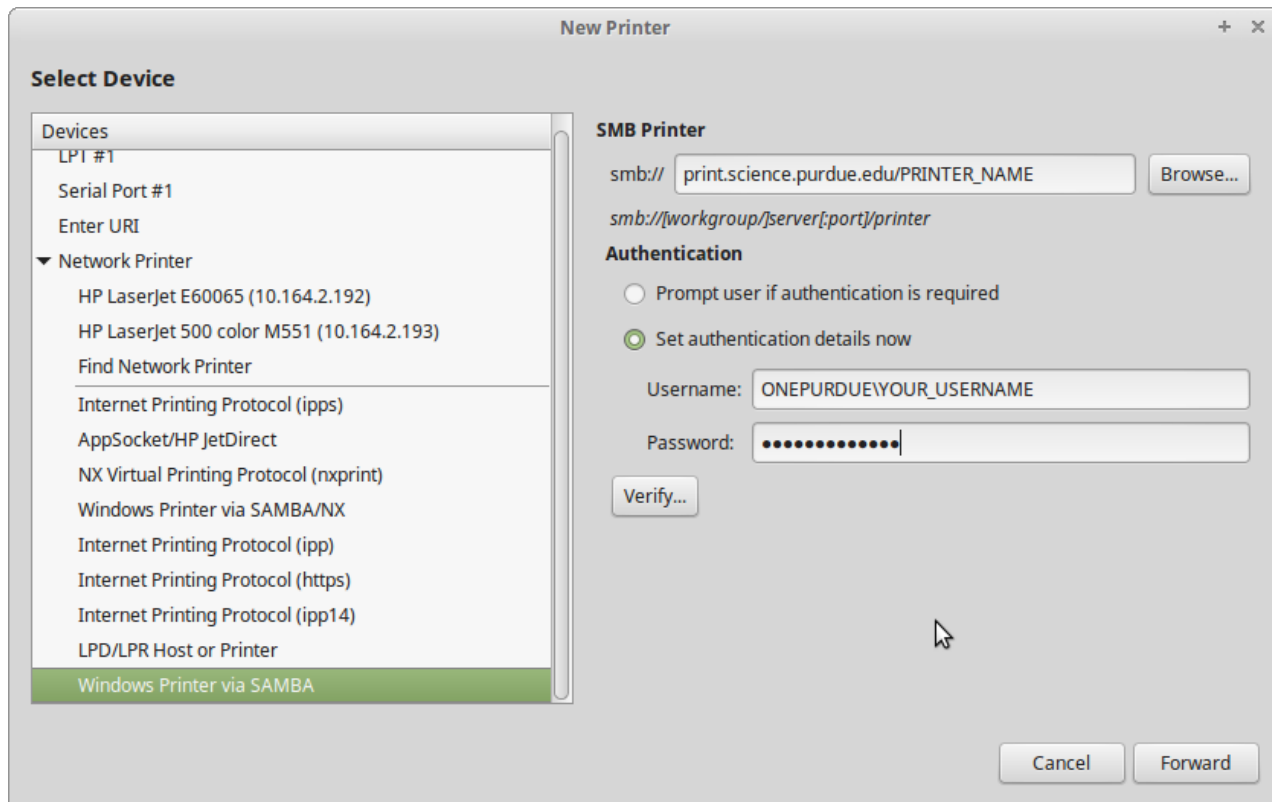 New Printer
Select Device
Devices
LPT #1
Serial Port #1
Enter URI
Network Printer
HP LaserJet E60065 (10.164.2.192)
HP LaserJet 500 color M551 (10.164.2.193)
Find Network Printer
Internet Printing Protocol (ipps)
AppSocket/HP JetDirect
NX Virtual Printing Protocol (nxprint)
Windows Printer via SAMBA/NX
Internet Printing Protocol (ipp)
Internet Printing Protocol (https)
Internet Printing Protocol (ipp14)
LPD/LPR Host or Printer
Windows Printer via SAMBA
SMB Printer
smb:// print.science.purdue.edu/PRINTER_NAME Browse...
smb://[workgroup/]server[:port]/printer
Authentication
Prompt user if authentication is required
Set authentication details now
Username: ONEPURDUE\YOUR_USERNAME
Password: •••••••••••••
Verify...
Cancel Forward